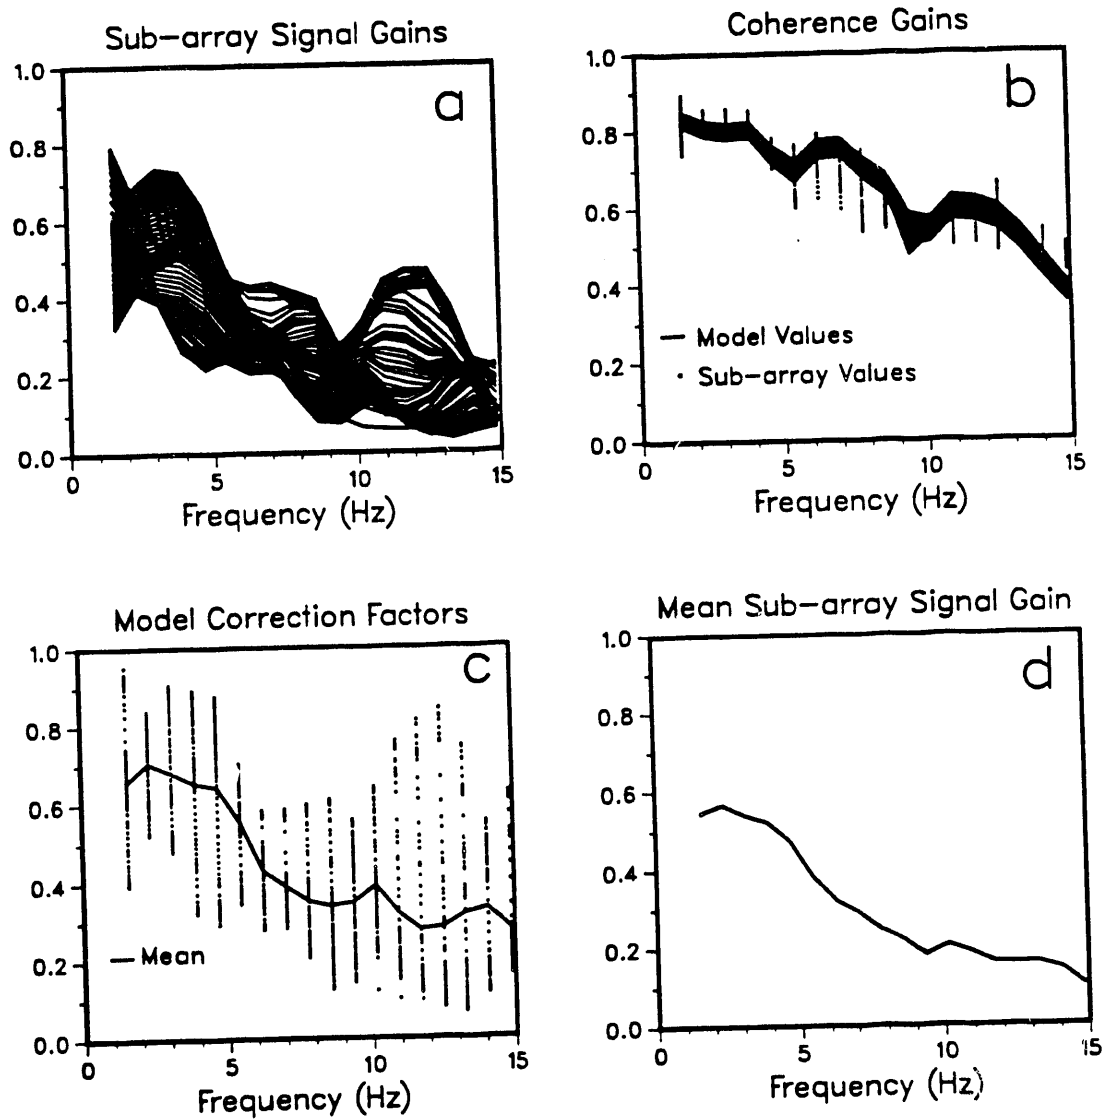 Sub-array Signal Gains
a
1.0
0.8
0.6
0.4
0.2
0.0
0 5 10 15
Frequency (Hz)
Coherence Gains
b
1.0
0.8
0.6
0.4
0.2
0.0
Model Values
Sub-array Values
0 5 10 15
Frequency (Hz)
Model Correction Factors
c
1.0
0.8
0.6
0.4
0.2
0.0
Mean
0 5 10 15
Frequency (Hz)
Mean Sub-array Signal Gain
d
1.0
0.8
0.6
0.4
0.2
0.0
0 5 10 15
Frequency (Hz)